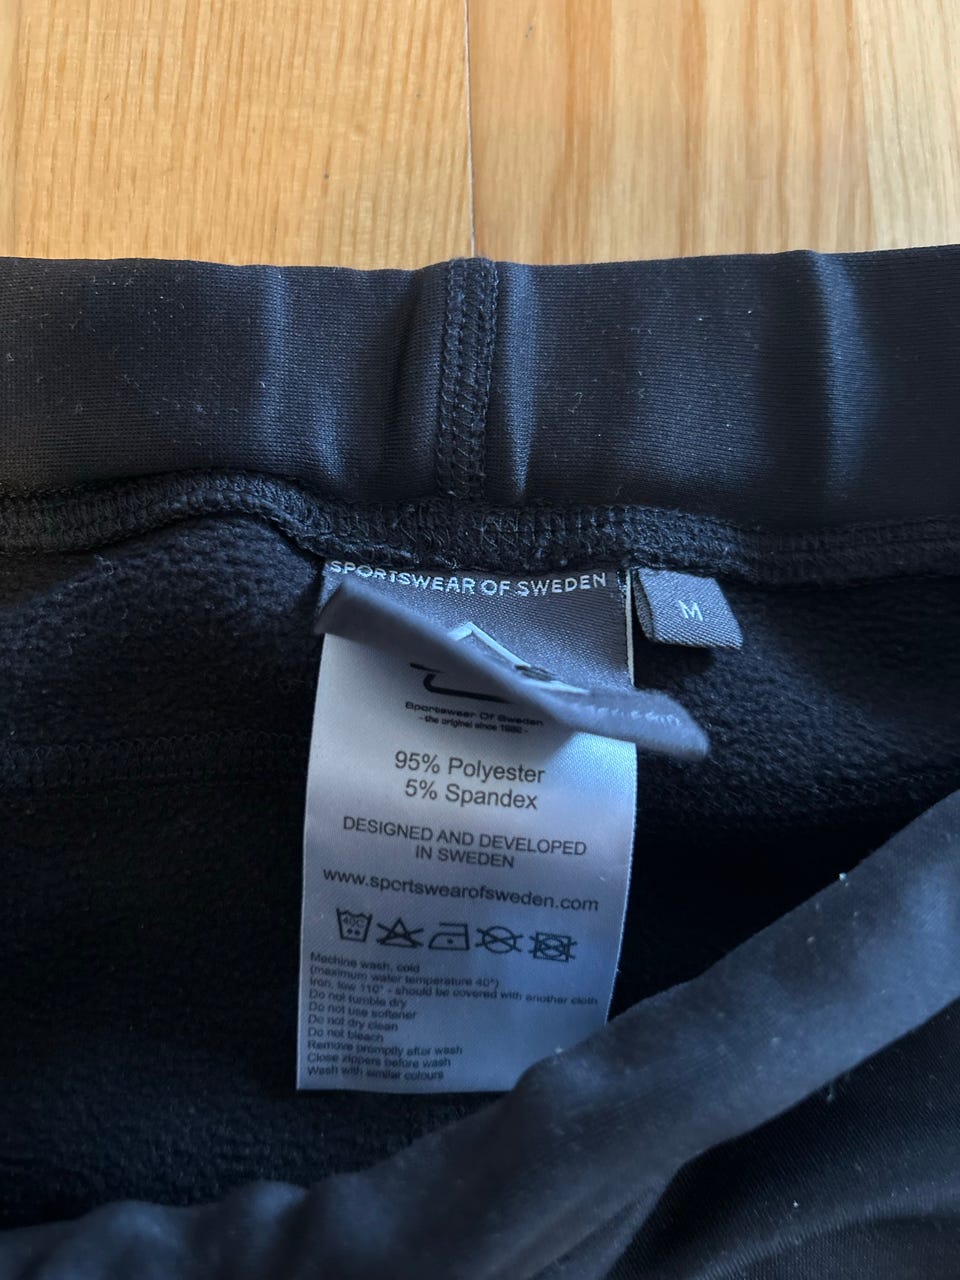 SPORTSWEAR OF SWEDEN
M
Sportswear Of Sweden
- the original since 1986 -
95% Polyester
5% Spandex
DESIGNED AND DEVELOPED
IN SWEDEN
www.sportswearofsweden.com
40C
Machine wash, cold
(maximum water temperature 40°)
Iron, low 110° - should be covered with another cloth
Do not tumble dry
Do not use softener
Do not dry clean
Do not bleach
Remove promptly after wash
Close zippers before wash
Wash with similar colours